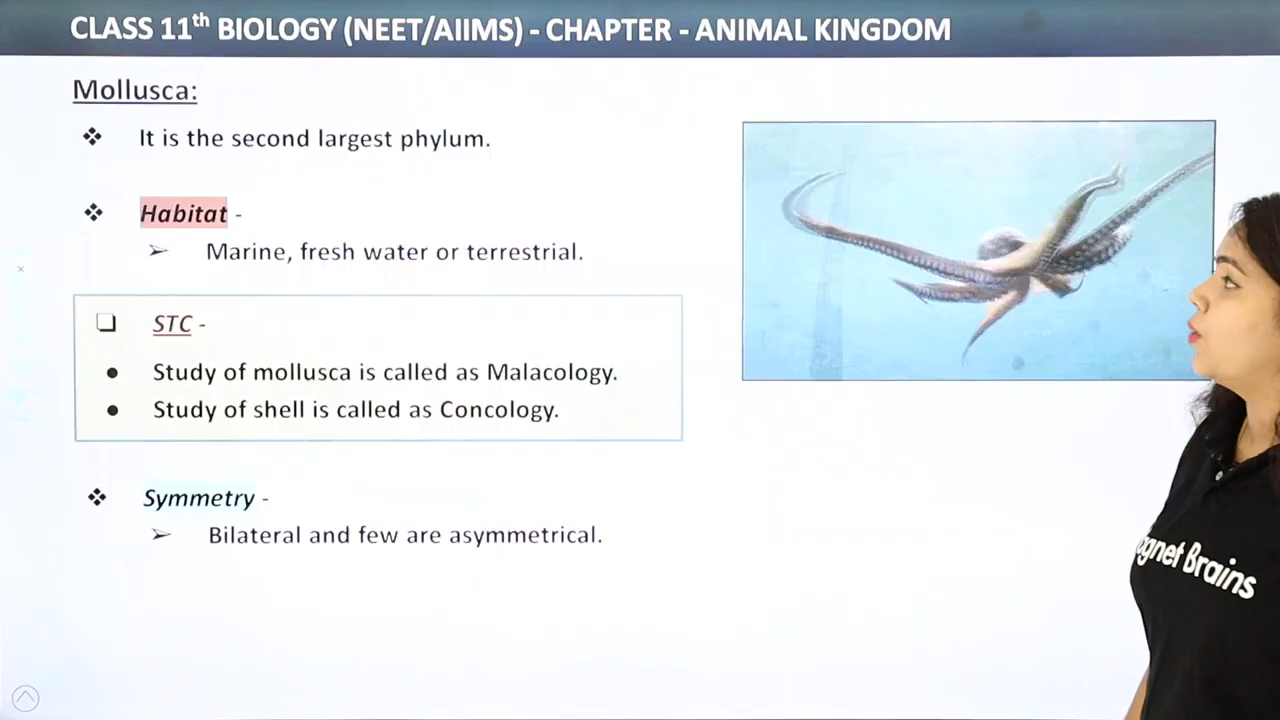 CLASS 11th BIOLOGY (NEET/AIIMS) - CHAPTER - ANIMAL KINGDOM
Mollusca:
❖ It is the second largest phylum.
❖ Habitat -
➢ Marine, fresh water or terrestrial.
❑ STC -
● Study of mollusca is called as Malacology.
● Study of shell is called as Concology.
❖ Symmetry -
➢ Bilateral and few are asymmetrical.
agnet Brains